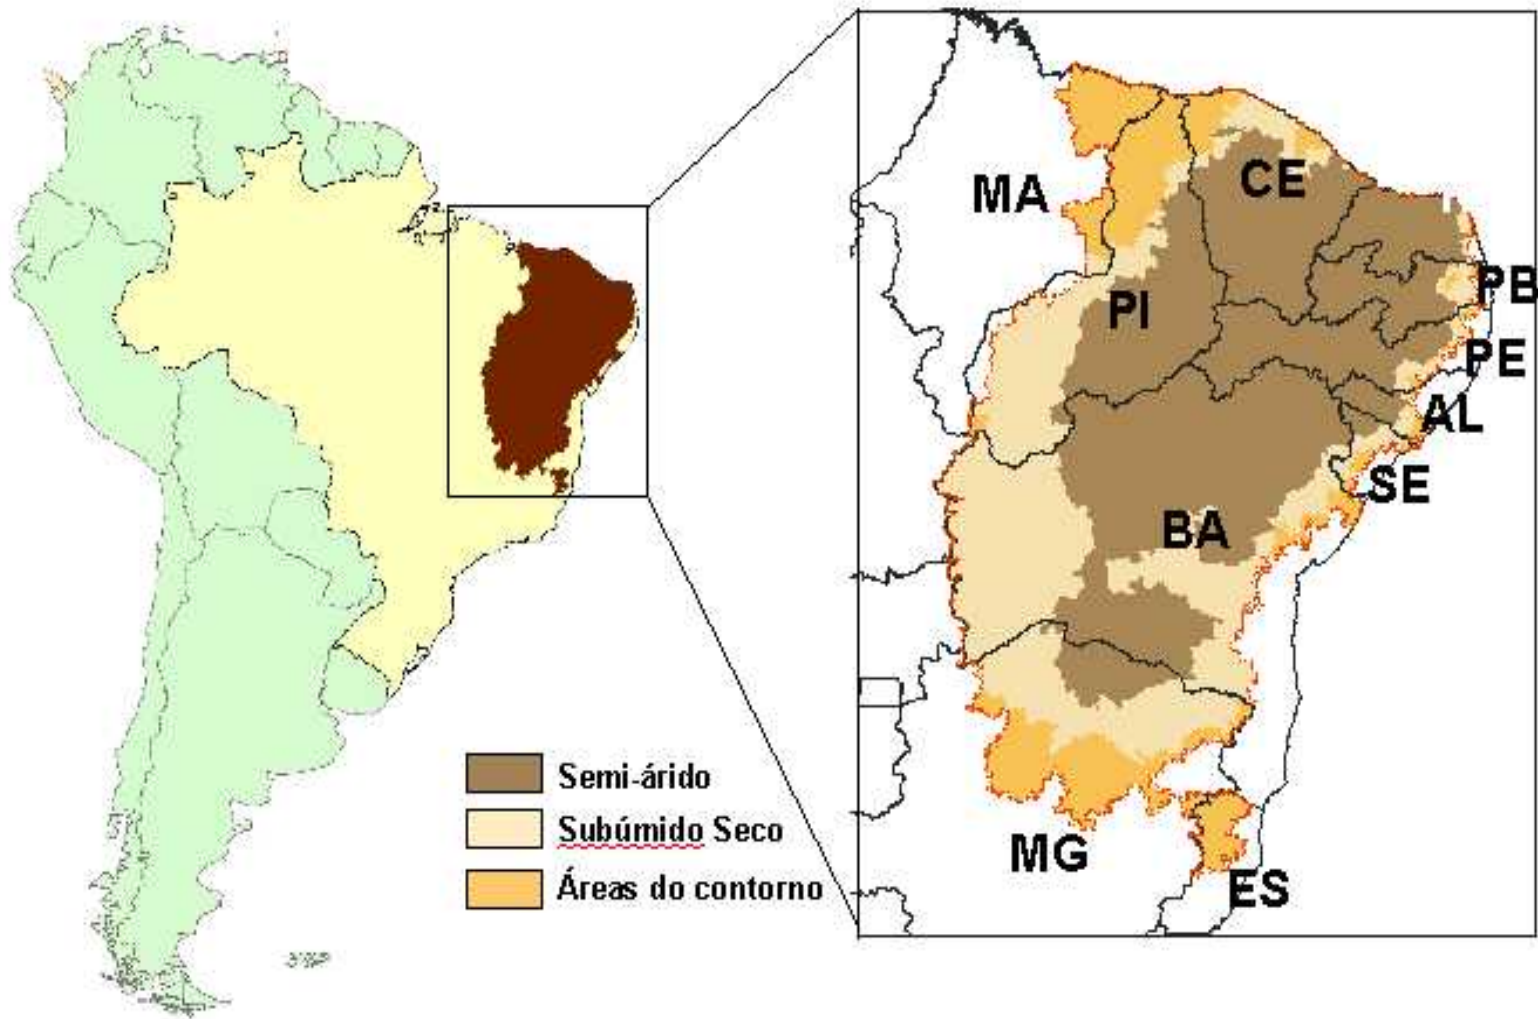 MA
CE
PI
PB
PE
AL
SE
BA
MG
ES
Semi-árido
Subúmido Seco
Áreas do contorno